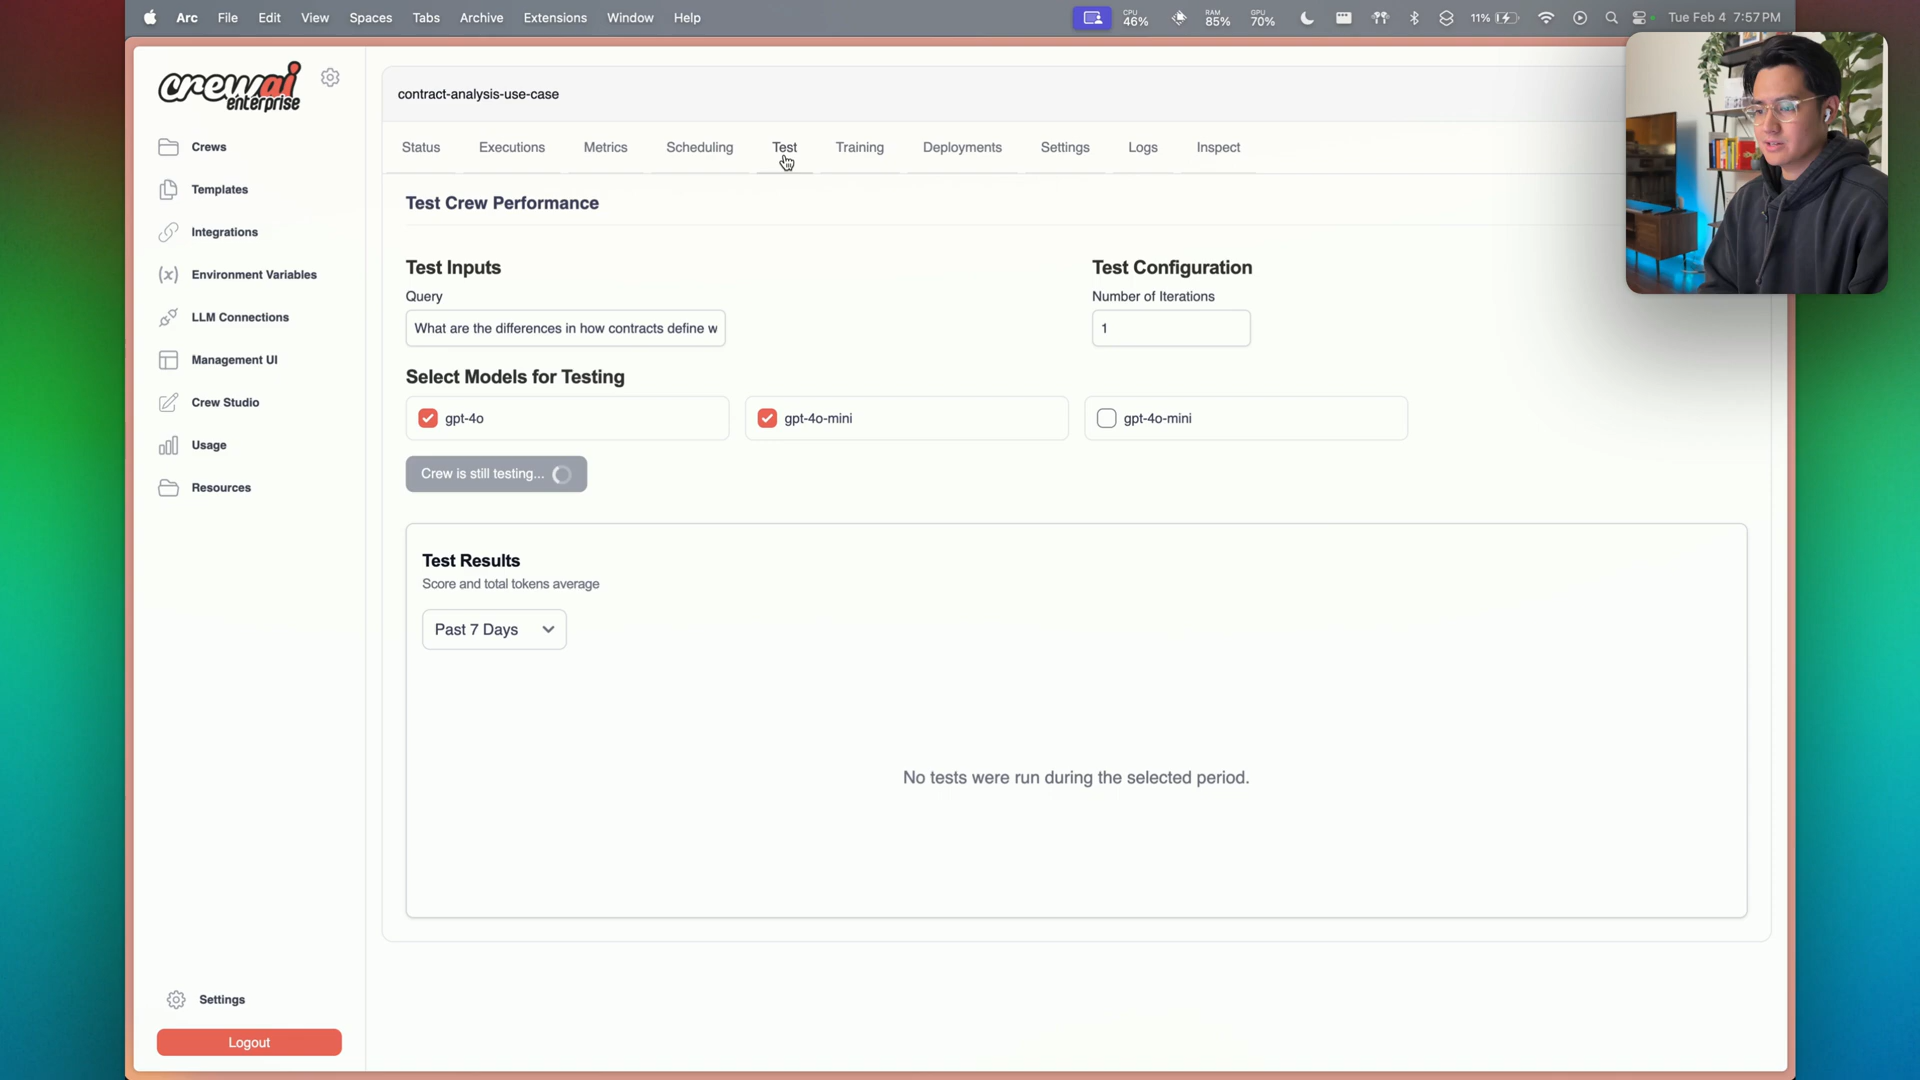 Arc File Edit View Spaces Tabs Archive Extensions Window Help CPU 46% RAM 85% GPU 70% 11% Tue Feb 4 7:57 PM
crewai
enterprise
contract-analysis-use-case
Crews
Templates
Integrations
Environment Variables
LLM Connections
Management UI
Crew Studio
Usage
Resources
Settings
Logout
Status Executions Metrics Scheduling Test Training Deployments Settings Logs Inspect
Test Crew Performance
Test Inputs
Query
What are the differences in how contracts define w
Test Configuration
Number of Iterations
1
Select Models for Testing
gpt-4o gpt-4o-mini gpt-4o-mini
Crew is still testing...
Test Results
Score and total tokens average
Past 7 Days
No tests were run during the selected period.